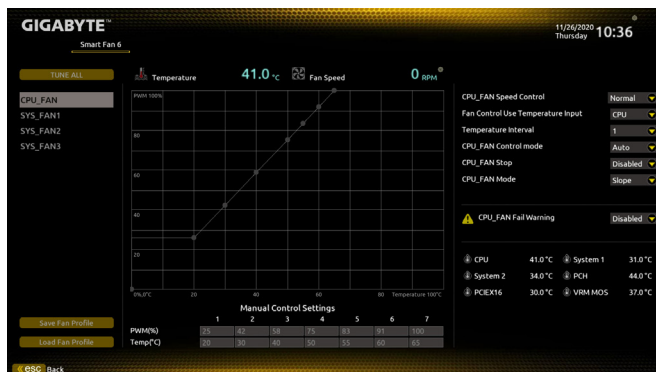 GIGABYTE™
11/26/2020 Thursday 10:36
Smart Fan 6
TUNE ALL
Temperature 41.0 °C Fan Speed 0 RPM
CPU_FAN
SYS_FAN1
SYS_FAN2
SYS_FAN3
PWM 100%
80
60
40
20
0%,0°C 20 40 60 80 Temperature 100°C
CPU_FAN Speed Control Normal
Fan Control Use Temperature Input CPU
Temperature Interval 1
CPU_FAN Control mode Auto
CPU_FAN Stop Disabled
CPU_FAN Mode Slope
CPU_FAN Fail Warning Disabled
CPU 41.0°C System 1 31.0°C
System 2 34.0°C PCH 44.0°C
PCIEX16 30.0°C VRM MOS 37.0°C
Manual Control Settings
1 2 3 4 5 6 7
PWM(%) 25 42 58 75 83 91 100
Temp(°C) 20 30 40 50 55 60 65
Save Fan Profile
Load Fan Profile
esc Back